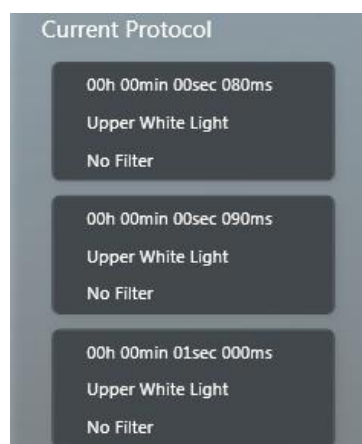 Current Protocol
00h 00min 00sec 080ms
Upper White Light
No Filter
00h 00min 00sec 090ms
Upper White Light
No Filter
00h 00min 01sec 000ms
Upper White Light
No Filter